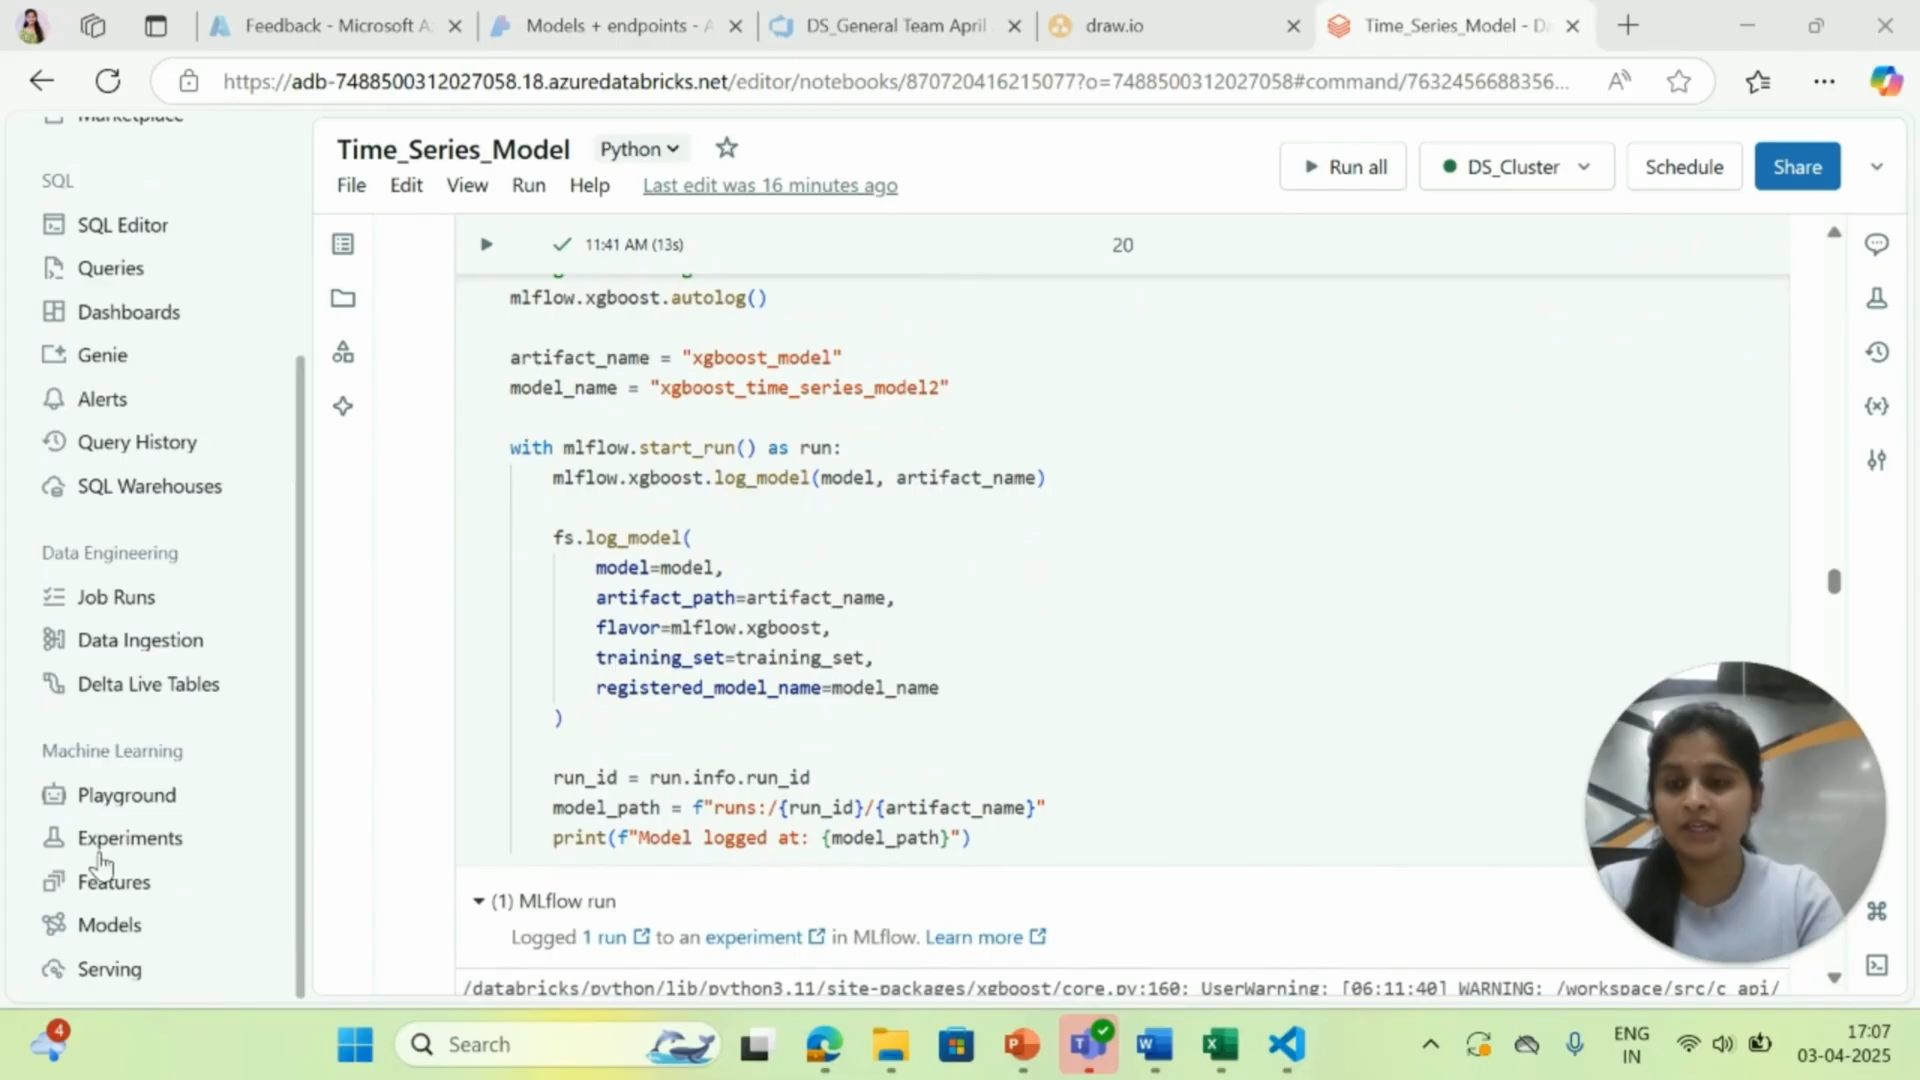 Feedback - Microsoft A
Models + endpoints - A
DS_General Team April
draw.io
Time_Series_Model - Da
https://adb-7488500312027058.18.azuredatabricks.net/editor/notebooks/870720416215077?o=7488500312027058#command/7632456688356...
Marketplace
SQL
SQL Editor
Queries
Dashboards
Genie
Alerts
Query History
SQL Warehouses
Data Engineering
Job Runs
Data Ingestion
Delta Live Tables
Machine Learning
Playground
Experiments
Features
Models
Serving
Time_Series_Model
Python
File Edit View Run Help Last edit was 16 minutes ago
Run all
DS_Cluster
Schedule
Share
11:41 AM (13s)
20
mlflow.xgboost.autolog()
artifact_name = "xgboost_model"
model_name = "xgboost_time_series_model2"
with mlflow.start_run() as run:
mlflow.xgboost.log_model(model, artifact_name)
fs.log_model(
model=model,
artifact_path=artifact_name,
flavor=mlflow.xgboost,
training_set=training_set,
registered_model_name=model_name
)
run_id = run.info.run_id
model_path = f"runs:/{run_id}/{artifact_name}"
print(f"Model logged at: {model_path}")
(1) MLflow run
Logged 1 run to an experiment in MLflow. Learn more
/databricks/python/lib/python3.11/site-packages/xgboost/core.py:160: UserWarning: [06:11:40] WARNING: /workspace/src/c_api/
4
Search
ENG
IN
17:07
03-04-2025